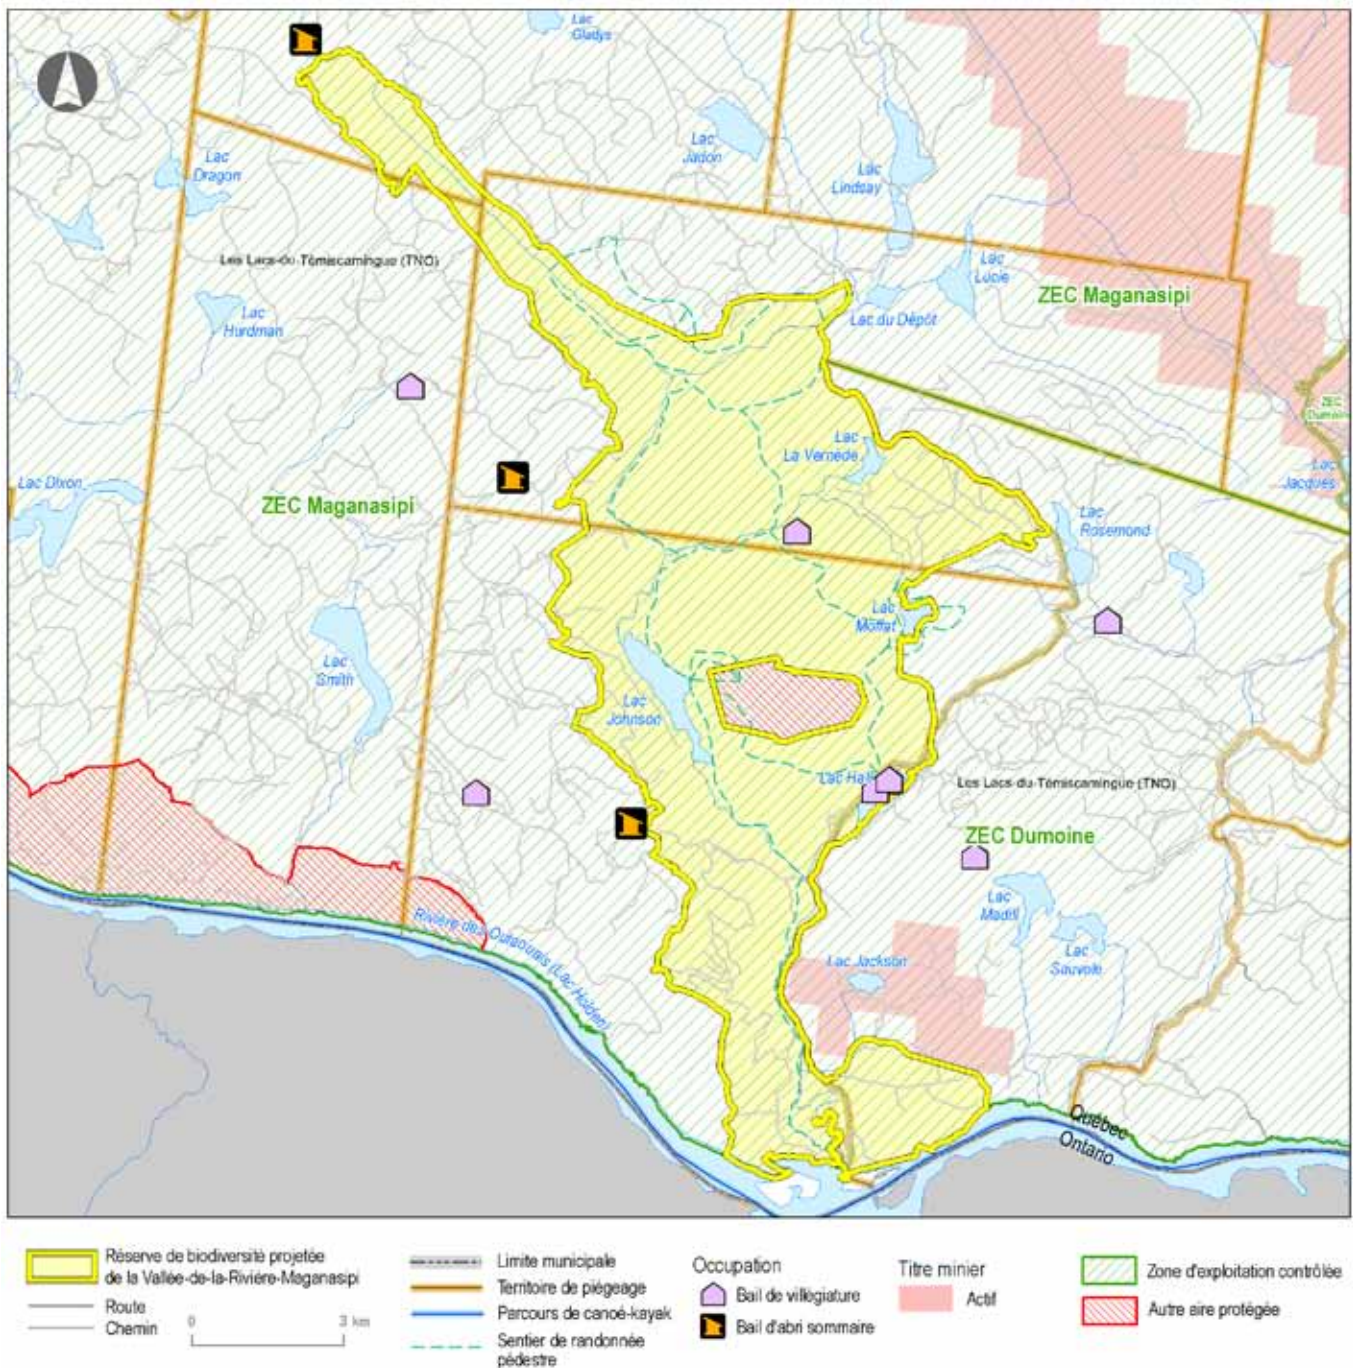 Lac
Gladys
Lac
Jadon
Lac
Dragon
Lac
Lindsay
Les Lacs-du-Témiscamingue (TNO)
Lac
Lucie
ZEC Maganasipi
Lac
Hurdman
Lac du Dépôt
ZEC
Dumoine
Lac
La Vernède
Lac
Jacques
Lac Dixon
ZEC Maganasipi
Lac
Rosemond
Lac
Moffat
Lac
Smith
Lac
Johnson
Lac
Les Lacs-du-Témiscamingue (TNO)
ZEC Dumoine
Lac
Madill
Rivière des Outaouais (Lac Holden)
Lac
Sauvole
Lac Jackson
Québec
Ontario
Réserve de biodiversité projetée
de la Vallée-de-la-Rivière-Maganasipi
Route
Chemin
0 3 km
Limite municipale
Territoire de piégeage
Parcours de canoë-kayak
Sentier de randonnée
pédestre
Occupation
Bail de villégiature
Bail d'abri sommaire
Titre minier
Actif
Zone d'exploitation contrôlée
Autre aire protégée